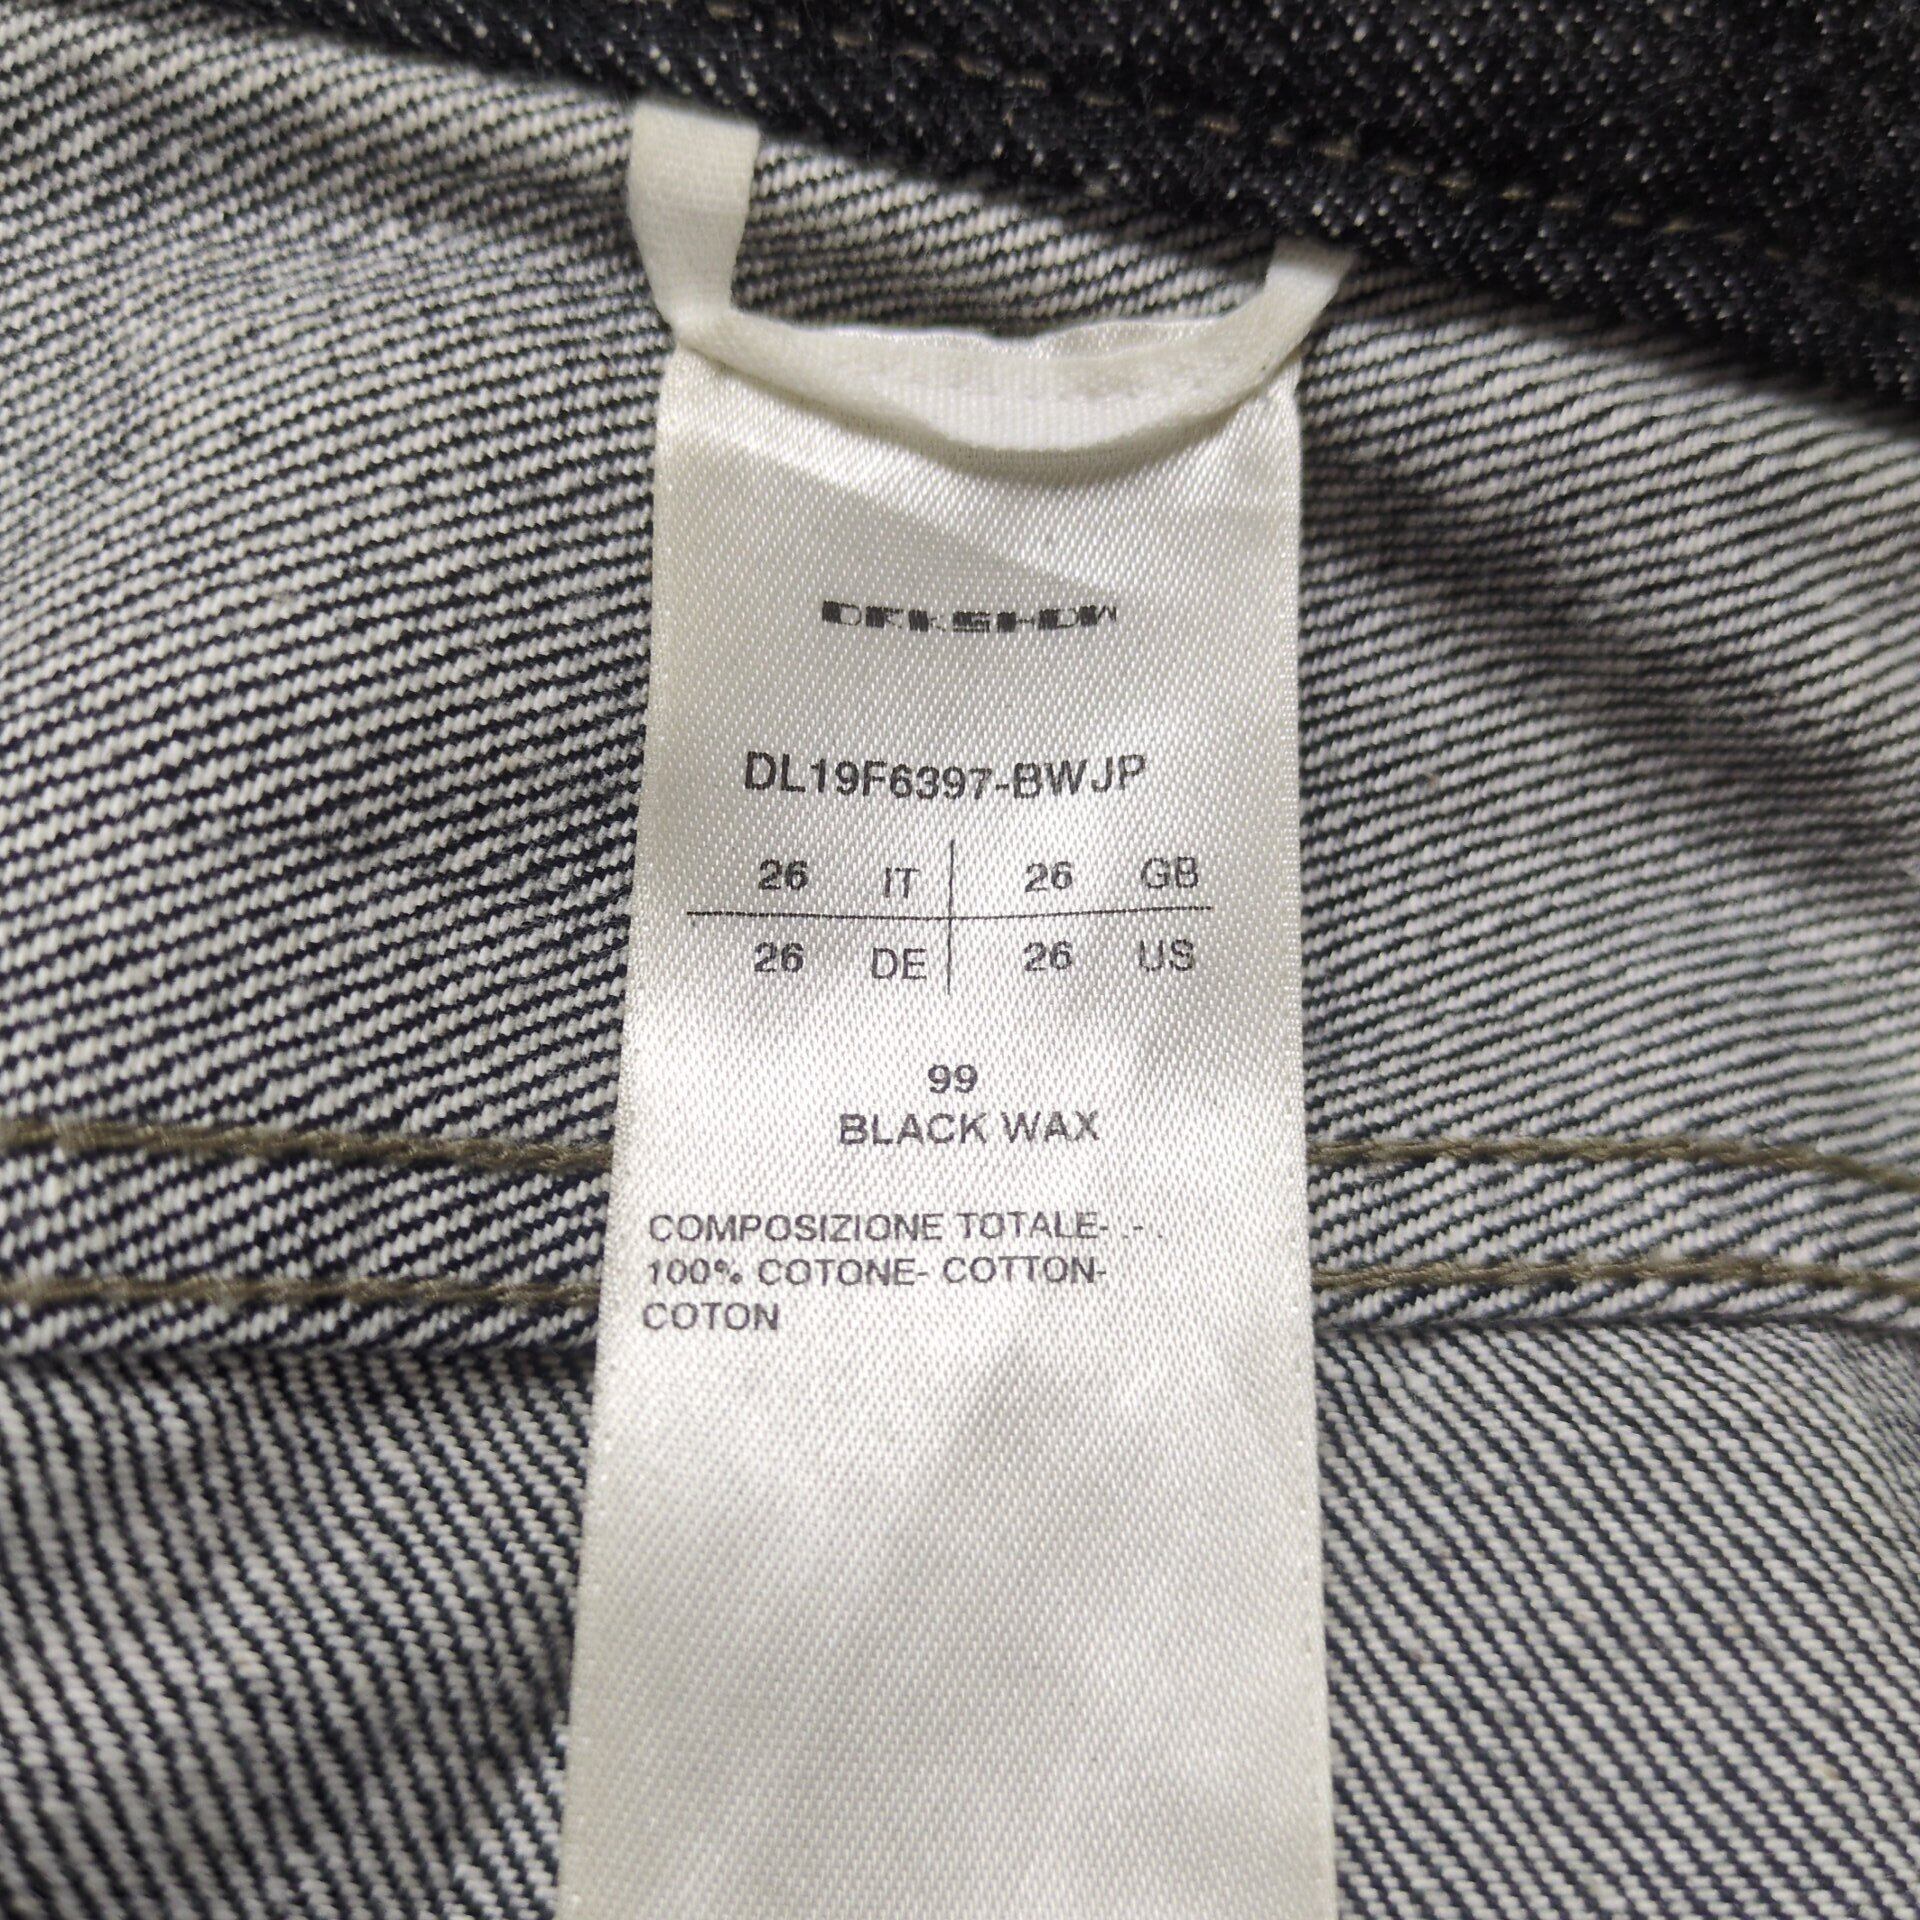 DRKSHDW
DL19F6397-BWJP
26 IT 26 GB
26 DE 26 US
99
BLACK WAX
COMPOSIZIONE TOTALE- .- .
100% COTONE- COTTON-
COTON